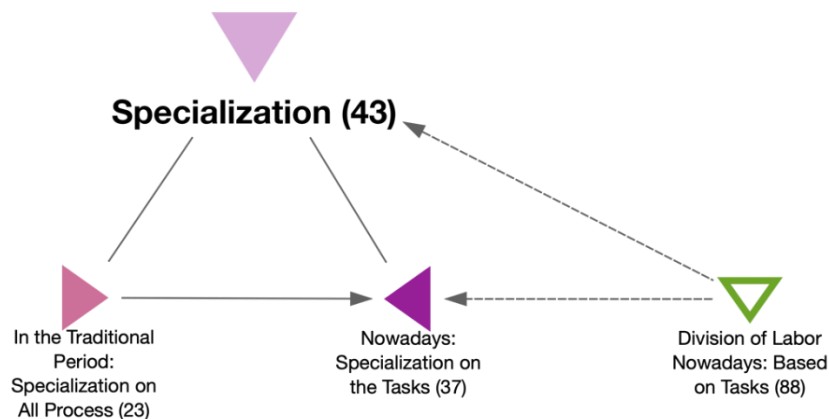 Specialization (43)
In the Traditional
Period:
Specialization on
All Process (23)
Nowadays:
Specialization on
the Tasks (37)
Division of Labor
Nowadays: Based
on Tasks (88)